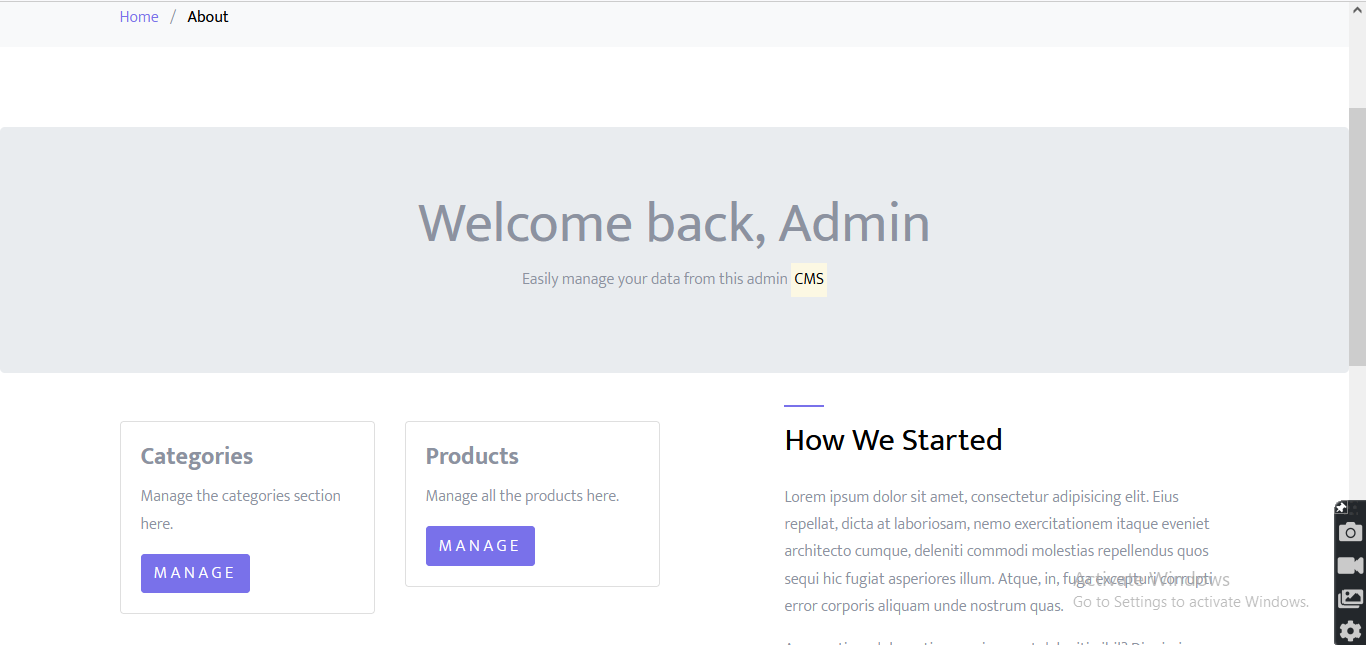 Home / About
Welcome back, Admin
Easily manage your data from this admin CMS
Categories
Manage the categories section
here.
MANAGE
Products
Manage all the products here.
MANAGE
How We Started
Lorem ipsum dolor sit amet, consectetur adipisicing elit. Eius
repellat, dicta at laboriosam, nemo exercitationem itaque eveniet
architecto cumque, deleniti commodi molestias repellendus quos
sequi hic fugiat asperiores illum. Atque, in, fuga excepturi corrupti
error corporis aliquam unde nostrum quas.
Activate Windows
Go to Settings to activate Windows.